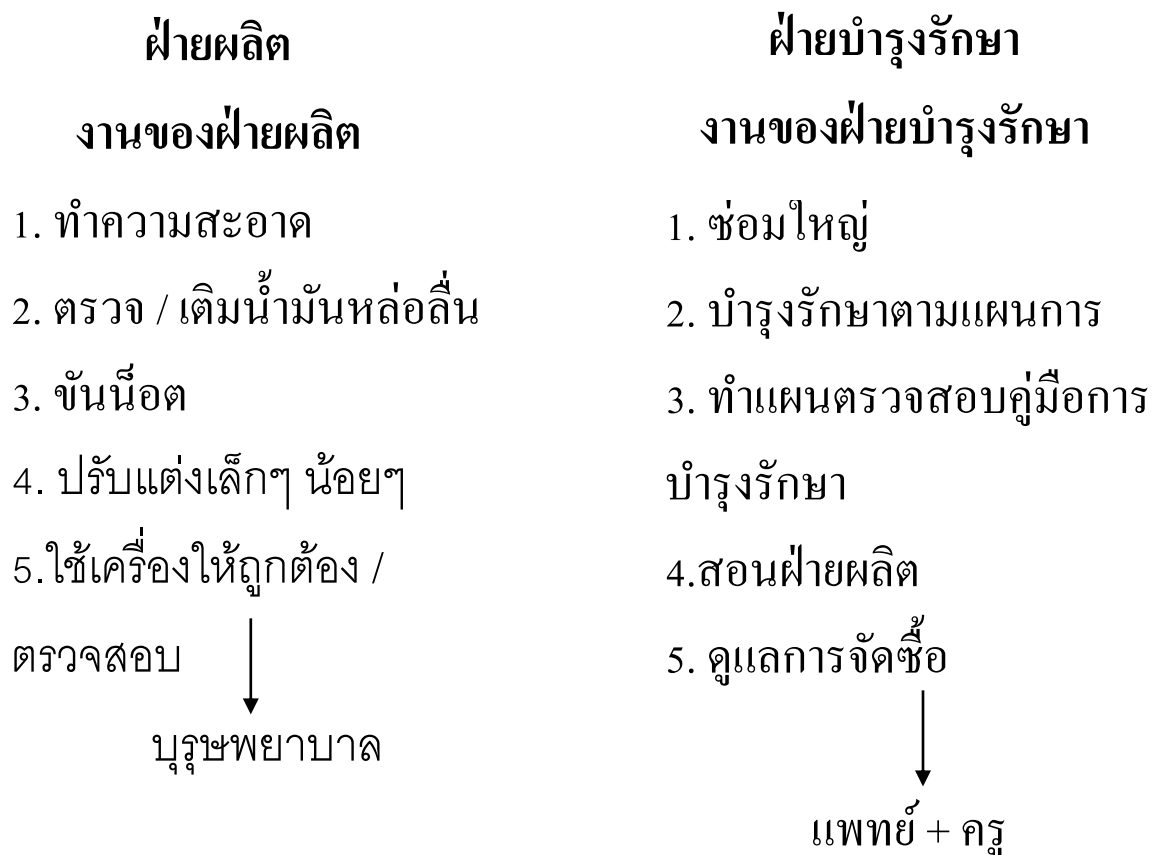 ฝ่ายผลิต
งานของฝ่ายผลิต
1. ทำความสะอาด
2. ตรวจ / เติมน้ำมันหล่อลื่น
3. ขันน็อต
4. ปรับแต่งเล็กๆ น้อยๆ
5.ใช้เครื่องให้ถูกต้อง /
ตรวจสอบ
บุรุษพยาบาล
ฝ่ายบำรุงรักษา
งานของฝ่ายบำรุงรักษา
1. ซ่อมใหญ่
2. บำรุงรักษาตามแผนการ
3. ทำแผนตรวจสอบคู่มือการ
บำรุงรักษา
4.สอนฝ่ายผลิต
5. ดูแลการจัดซื้อ
แพทย์ + ครู